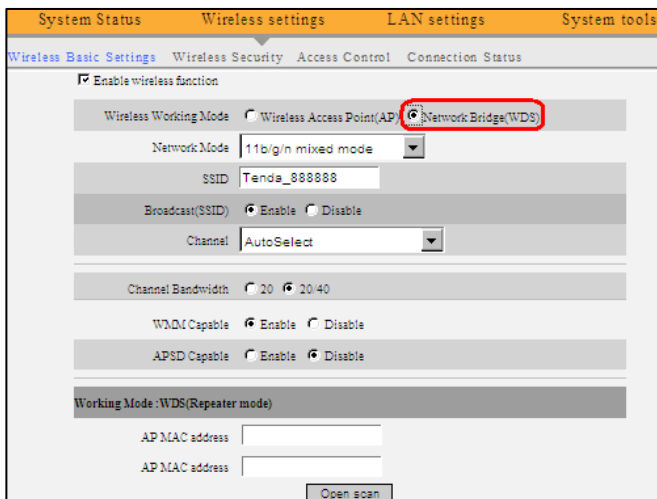 System Status Wireless settings LAN settings System tools
Wireless Basic Settings Wireless Security Access Control Connection Status
Enable wireless function
Wireless Working Mode Wireless Access Point(AP) Network Bridge(WDS)
Network Mode 11b/g/n mixed mode
SSID Tenda_888888
Broadcast(SSID) Enable Disable
Channel AutoSelect
Channel Bandwidth 20 20/40
WMM Capable Enable Disable
APSD Capable Enable Disable
Working Mode :WDS(Repeater mode)
AP MAC address
AP MAC address
Open scan